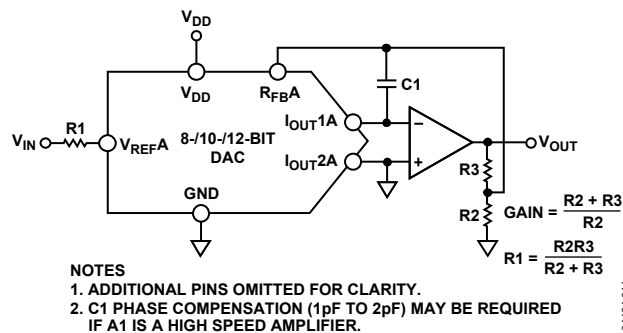 VDD
VDD
RFBA
C1
VIN
R1
VREFA
8-/10-/12-BIT
DAC
IOUT1A
IOUT2A
GND
−
+
VOUT
R3
R2
GAIN = R2 + R3
R2
R1 = R2R3
R2 + R3
NOTES
1. ADDITIONAL PINS OMITTED FOR CLARITY.
2. C1 PHASE COMPENSATION (1pF TO 2pF) MAY BE REQUIRED
IF A1 IS A HIGH SPEED AMPLIFIER.